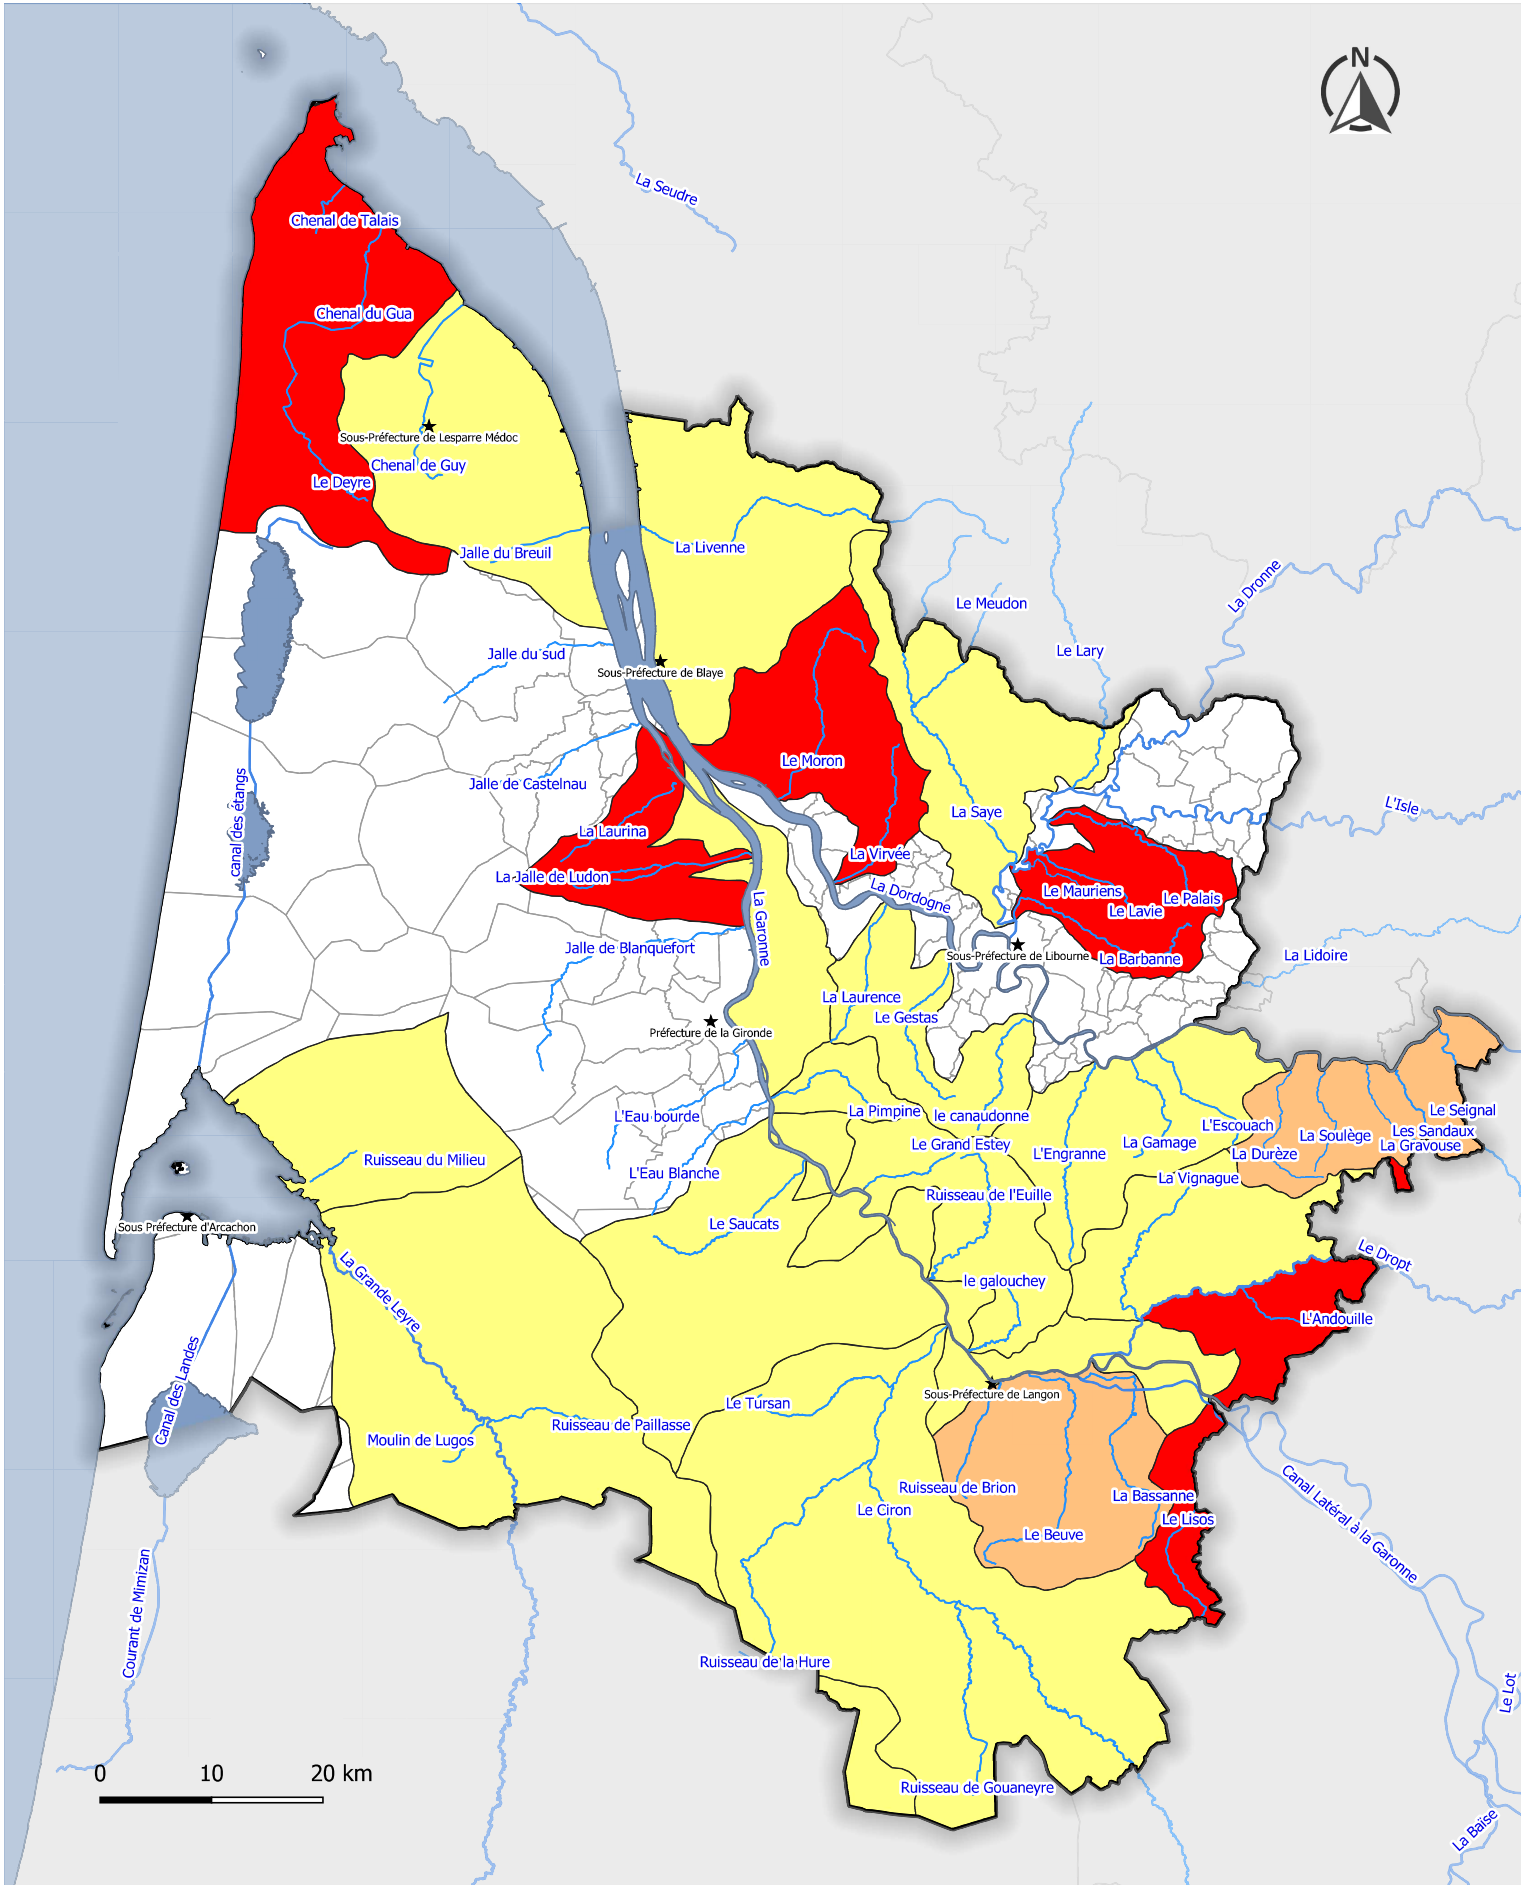 N
La Seudre
Chenal de Talais
Chenal du Gua
Sous-Préfecture de Lesparre Médoc
Chenal de Guy
Le Deyre
Jalle du Breuil
La Livenne
La Dronne
Le Meudon
Le Lary
Jalle du sud
Sous-Préfecture de Blaye
Le Moron
Jalle de Castelnau
canal des étangs
La Saye
L'Isle
La Laurina
La Virvée
La Jalle de Ludon
La Dordogne
Le Mauriens
Le Palais
Le Lavie
La Garonne
Jalle de Blanquefort
Sous-Préfecture de Libourne
La Barbanne
La Lidoire
La Laurence
Le Gestas
Préfecture de la Gironde
L'Eau bourde
La Pimpine
le canaudonne
Le Seignal
L'Escouach
Les Sandaux
La Soulège
La Gravouse
Le Grand Estey
La Gamage
L'Engranne
La Durèze
Ruisseau du Milieu
L'Eau Blanche
La Vignague
Ruisseau de l'Euille
Le Saucats
Sous Préfecture d'Arcachon
Le Dropt
La Grande Leyre
le galouchey
L'Andouille
Canal des Landes
Sous-Préfecture de Langon
Le Tursan
Ruisseau de Paillasse
Moulin de Lugos
Ruisseau de Brion
La Bassanne
Le Ciron
Le Lisos
Le Beuve
Canal Latéral à la Garonne
Courant de Mimizan
Ruisseau de la Hure
Le Lot
0 10 20 km
Ruisseau de Gouaneyre
La Baïse